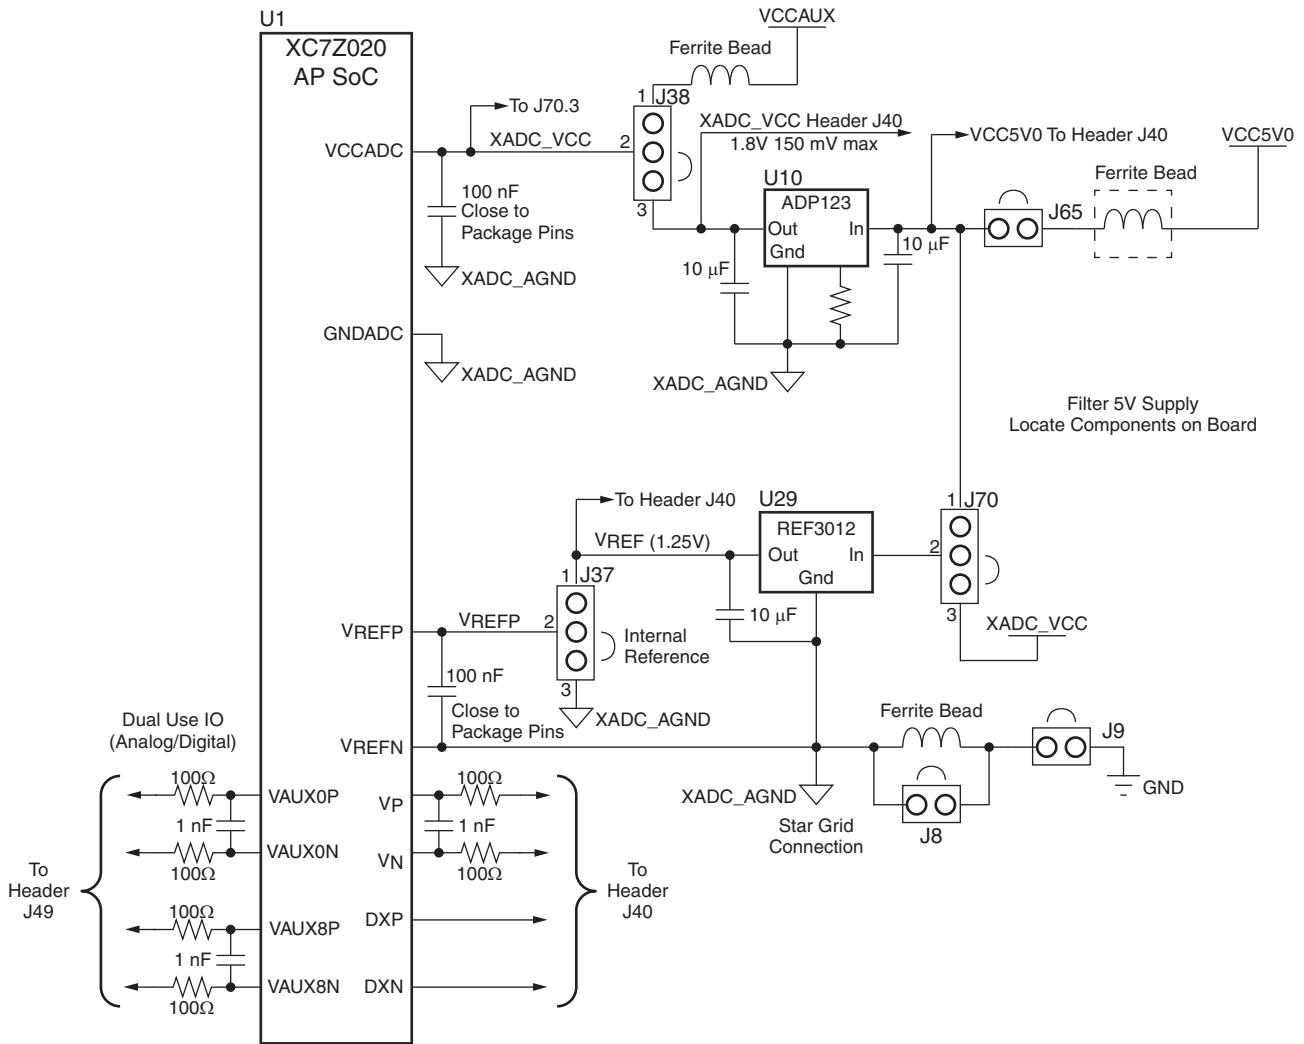 U1
XC7Z020
AP SoC
VCCAUX
Ferrite Bead
1
J38
To J70.3
XADC_VCC Header J40
1.8V 150 mV max
VCC5V0 To Header J40
VCC5V0
VCCADC
XADC_VCC
2
3
Ferrite Bead
U10
ADP123
Out
In
Gnd
J65
100 nF
Close to
Package Pins
10 µF
10 µF
XADC_AGND
GNDADC
XADC_AGND
XADC_AGND
Filter 5V Supply
Locate Components on Board
To Header J40
U29
REF3012
Out
In
Gnd
1
J70
2
3
VREF (1.25V)
1
J37
2
3
10 µF
XADC_VCC
VREFP
VREFP
Internal
Reference
100 nF
Close to
Package Pins
XADC_AGND
Ferrite Bead
J9
GND
VREFN
XADC_AGND
Star Grid
Connection
J8
Dual Use IO
(Analog/Digital)
100Ω
VAUX0P
1 nF
VAUX0N
100Ω
100Ω
VAUX8P
1 nF
VAUX8N
100Ω
To
Header
J49
VP
100Ω
1 nF
VN
100Ω
DXP
DXN
To
Header
J40